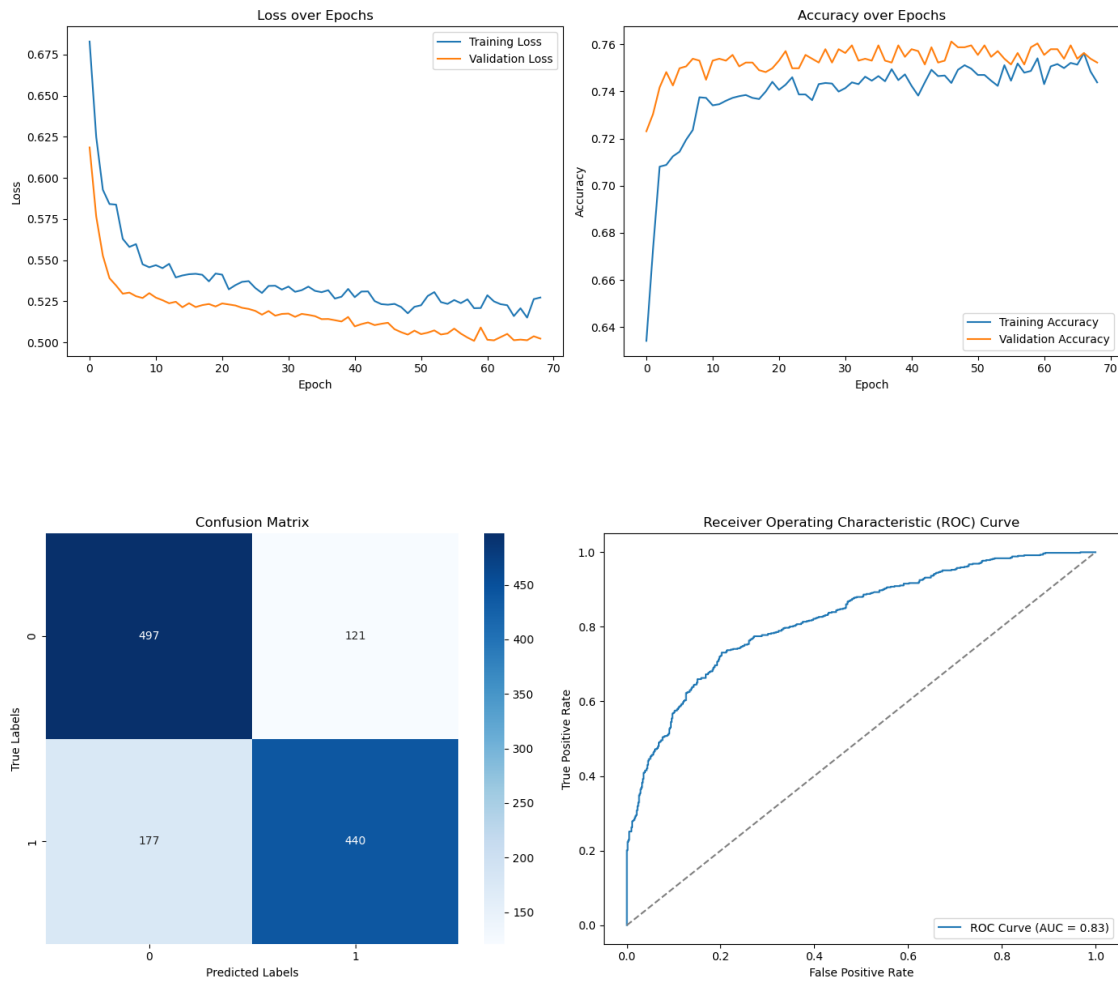 Loss over Epochs
Training Loss
Validation Loss
0.675
0.650
0.625
0.600
0.575
0.550
0.525
0.500
Loss
0 10 20 30 40 50 60 70
Epoch
Accuracy over Epochs
0.76
0.74
0.72
0.70
0.68
0.66
0.64
Accuracy
Training Accuracy
Validation Accuracy
0 10 20 30 40 50 60 70
Epoch
Confusion Matrix
True Labels
0
497 121
1
177 440
0 1
Predicted Labels
450
400
350
300
250
200
150
Receiver Operating Characteristic (ROC) Curve
1.0
0.8
0.6
0.4
0.2
0.0
True Positive Rate
ROC Curve (AUC = 0.83)
0.0 0.2 0.4 0.6 0.8 1.0
False Positive Rate